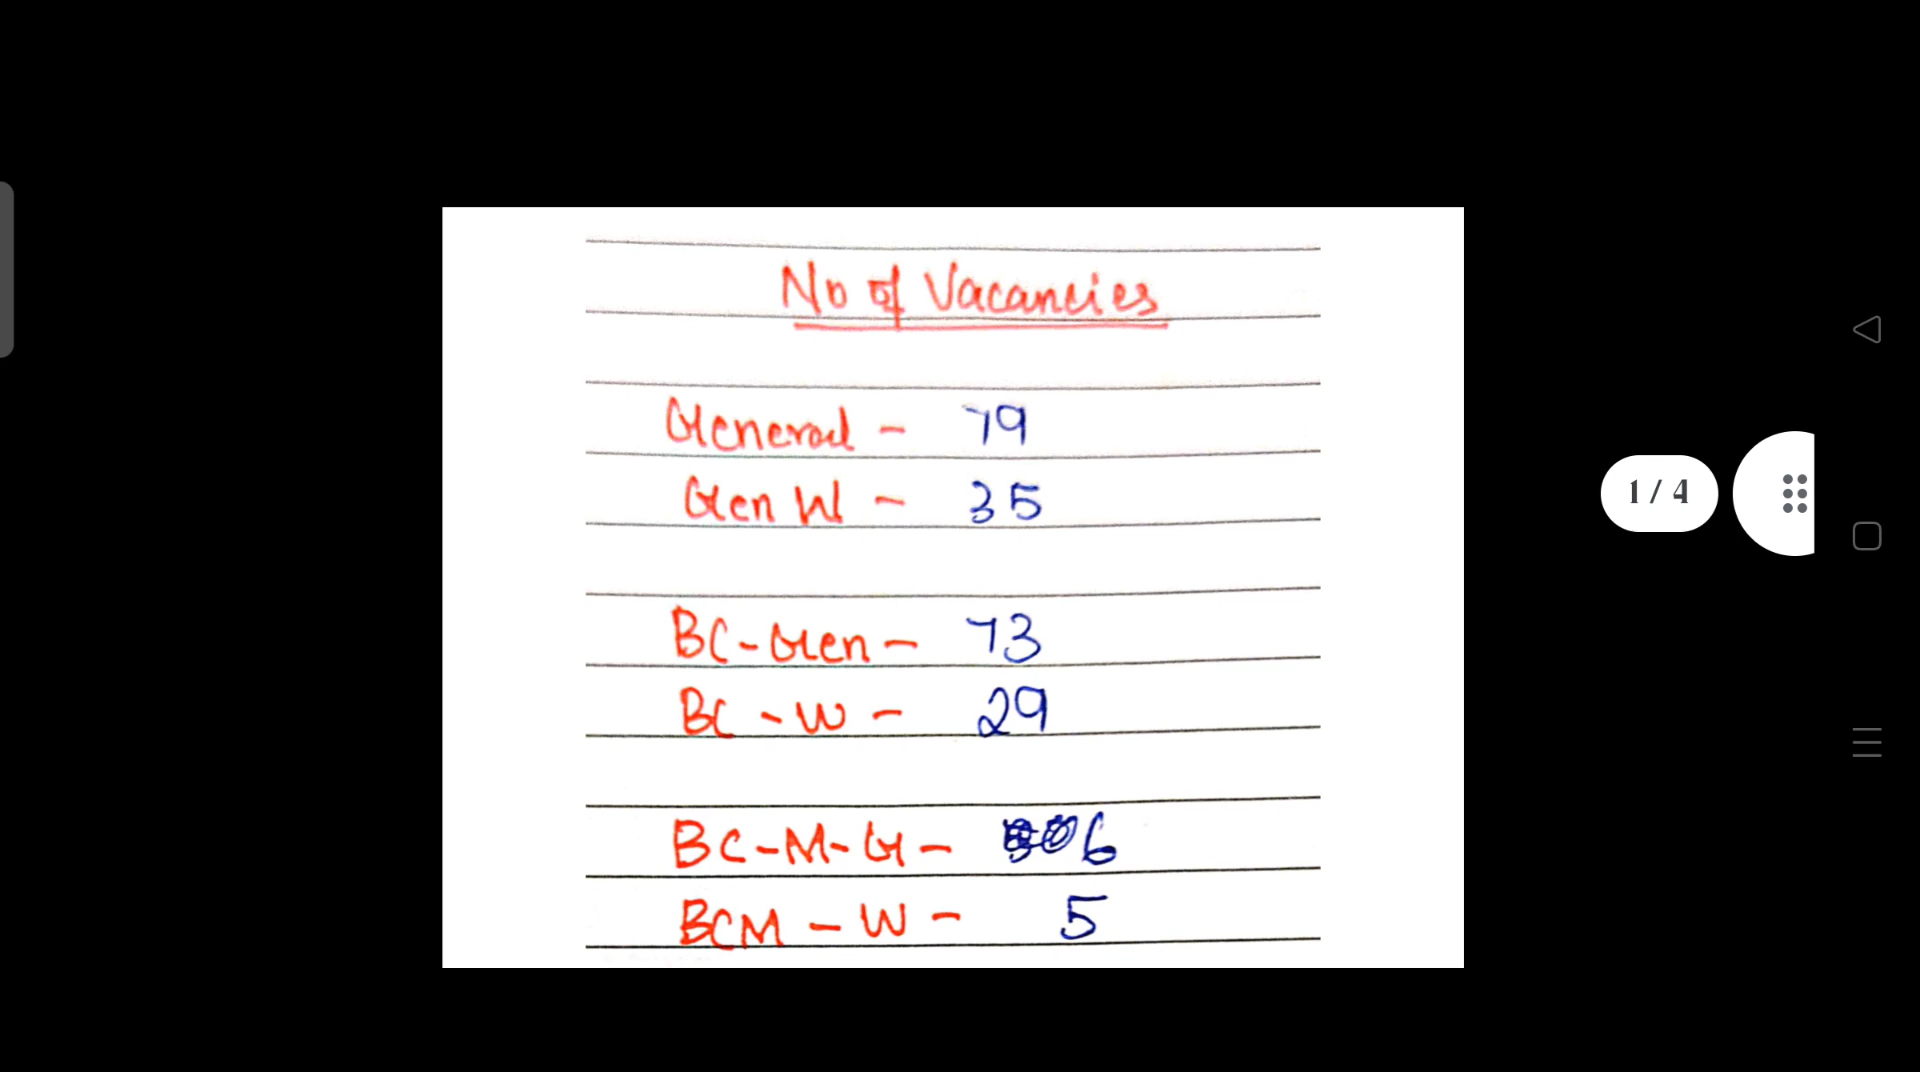 No of Vacancies
General - 79
Gen W - 35
BC-Gen - 73
BC - W - 29
BC-M-G - 6
BCM - W - 5
1 / 4